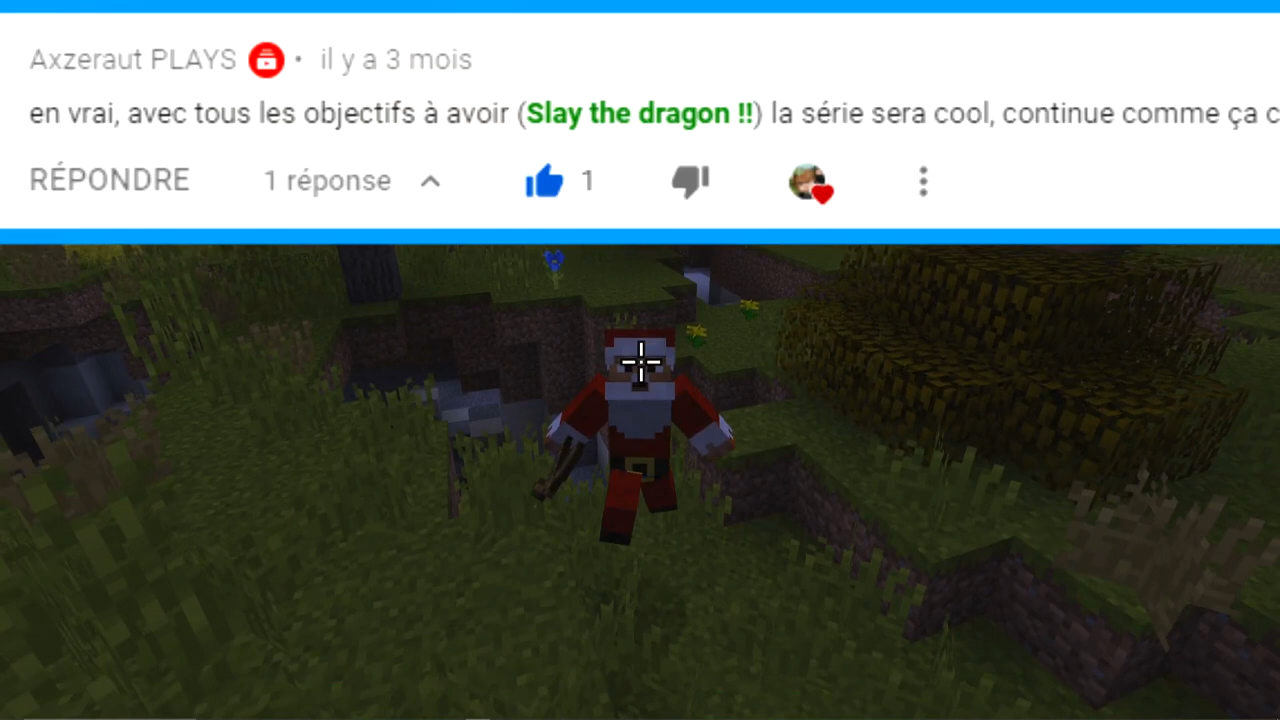 Axzeraut PLAYS • il y a 3 mois
en vrai, avec tous les objectifs à avoir (Slay the dragon !!) la série sera cool, continue comme ça c
RÉPONDRE 1 réponse 1